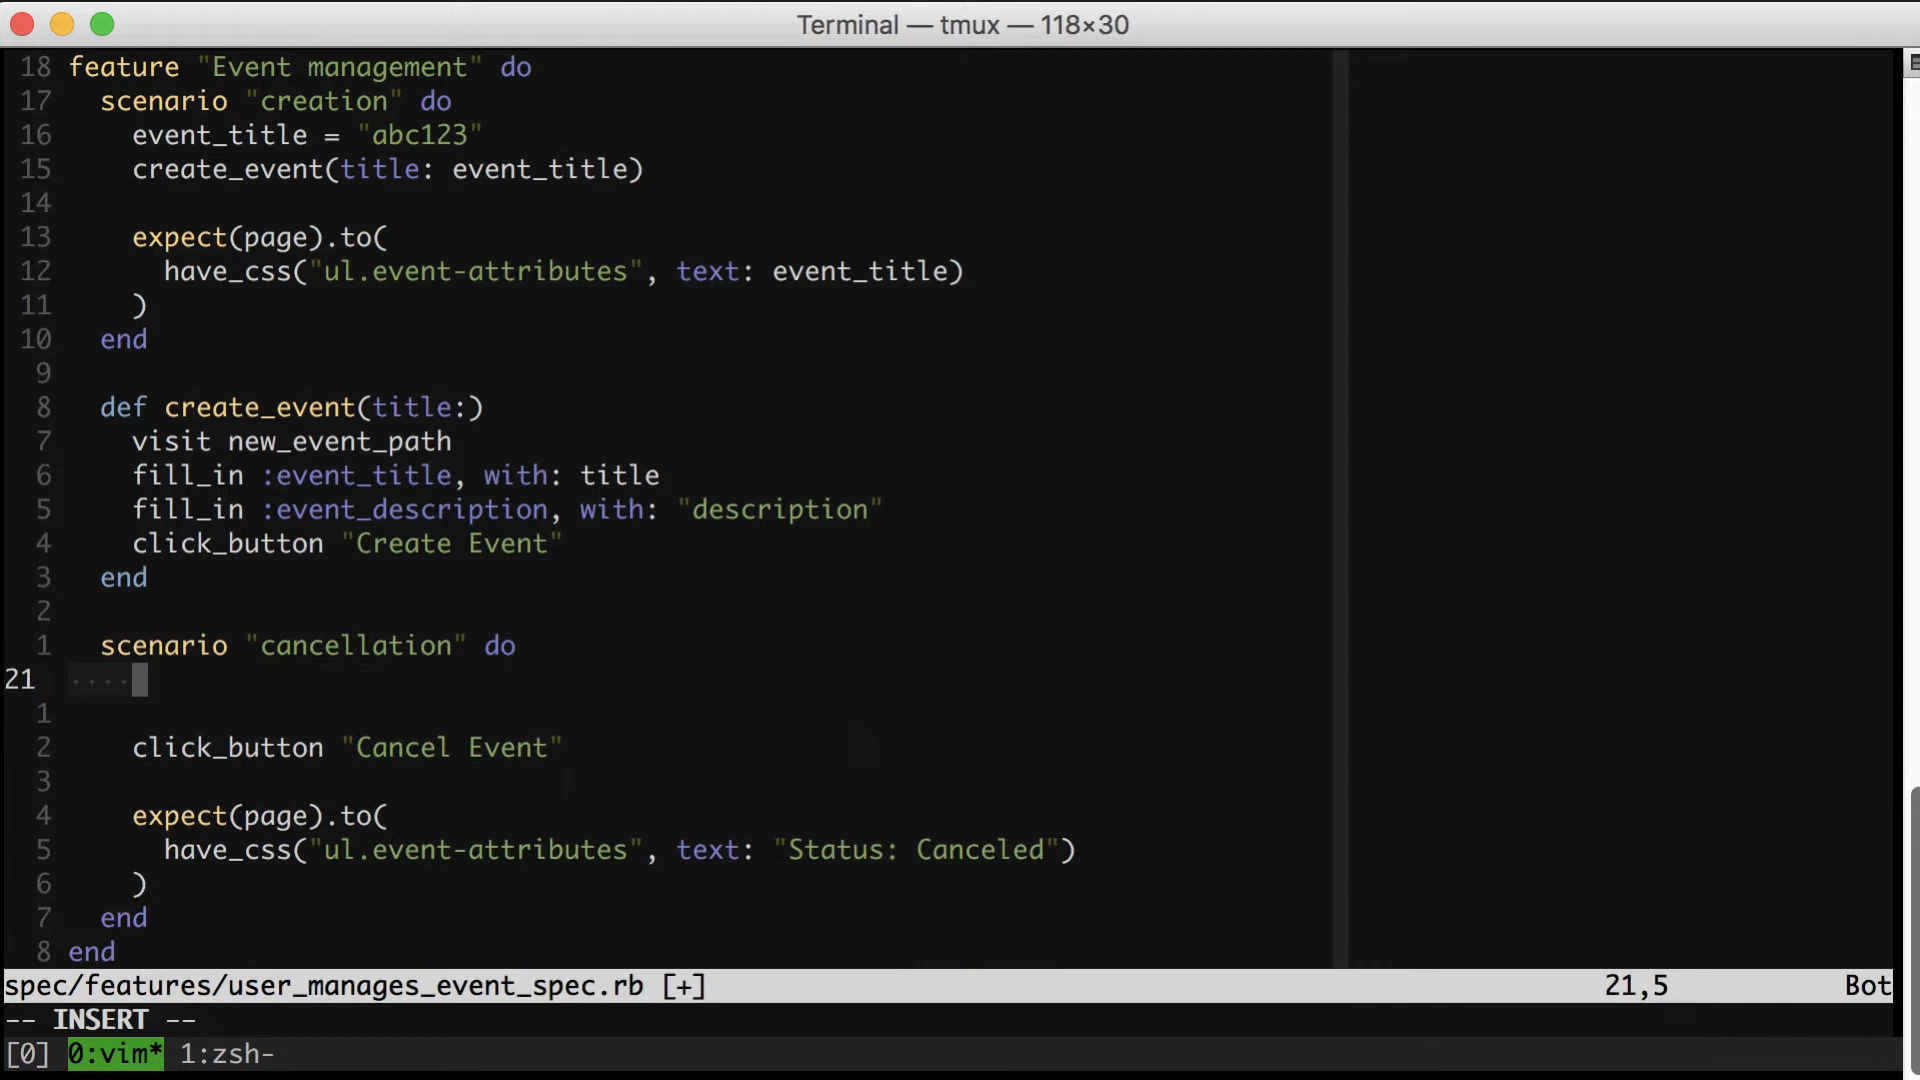 Terminal — tmux — 118×30
18 feature "Event management" do
17   scenario "creation" do
16     event_title = "abc123"
15     create_event(title: event_title)
14
13     expect(page).to(
12       have_css("ul.event-attributes", text: event_title)
11     )
10   end
9
8   def create_event(title:)
7     visit new_event_path
6     fill_in :event_title, with: title
5     fill_in :event_description, with: "description"
4     click_button "Create Event"
3   end
2
1   scenario "cancellation" do
21  ····
1
2     click_button "Cancel Event"
3
4     expect(page).to(
5       have_css("ul.event-attributes", text: "Status: Canceled")
6     )
7   end
8 end
spec/features/user_manages_event_spec.rb [+] 21,5 Bot
-- INSERT --
[0] 0:vim* 1:zsh-